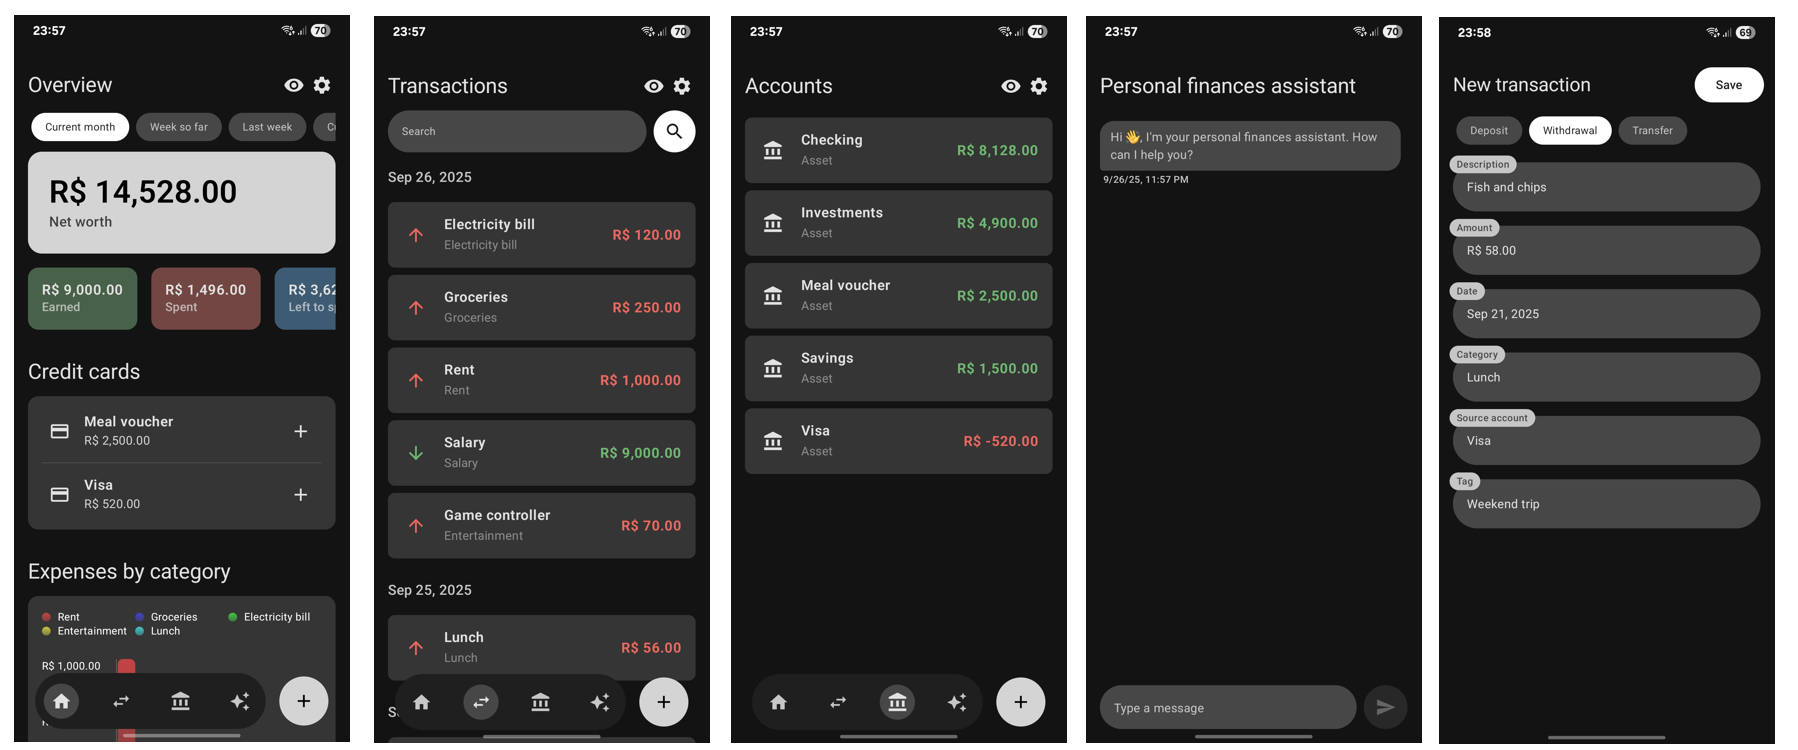 23:57
70
Overview
Current month
Week so far
Last week
R$ 14,528.00
Net worth
R$ 9,000.00
Earned
R$ 1,496.00
Spent
R$ 3,62
Left to s
Credit cards
Meal voucher
R$ 2,500.00
Visa
R$ 520.00
Expenses by category
Rent
Groceries
Electricity bill
Entertainment
Lunch
R$ 1,000.00
23:57
70
Transactions
Search
Sep 26, 2025
Electricity bill
R$ 120.00
Electricity bill
Groceries
R$ 250.00
Groceries
Rent
R$ 1,000.00
Rent
Salary
R$ 9,000.00
Salary
Game controller
R$ 70.00
Entertainment
Sep 25, 2025
Lunch
R$ 56.00
Lunch
23:57
70
Accounts
Checking
R$ 8,128.00
Asset
Investments
R$ 4,900.00
Asset
Meal voucher
R$ 2,500.00
Asset
Savings
R$ 1,500.00
Asset
Visa
R$ -520.00
Asset
23:57
70
Personal finances assistant
Hi 👋, I'm your personal finances assistant. How
can I help you?
9/26/25, 11:57 PM
Type a message
23:58
69
New transaction
Save
Deposit
Withdrawal
Transfer
Description
Fish and chips
Amount
R$ 58.00
Date
Sep 21, 2025
Category
Lunch
Source account
Visa
Tag
Weekend trip